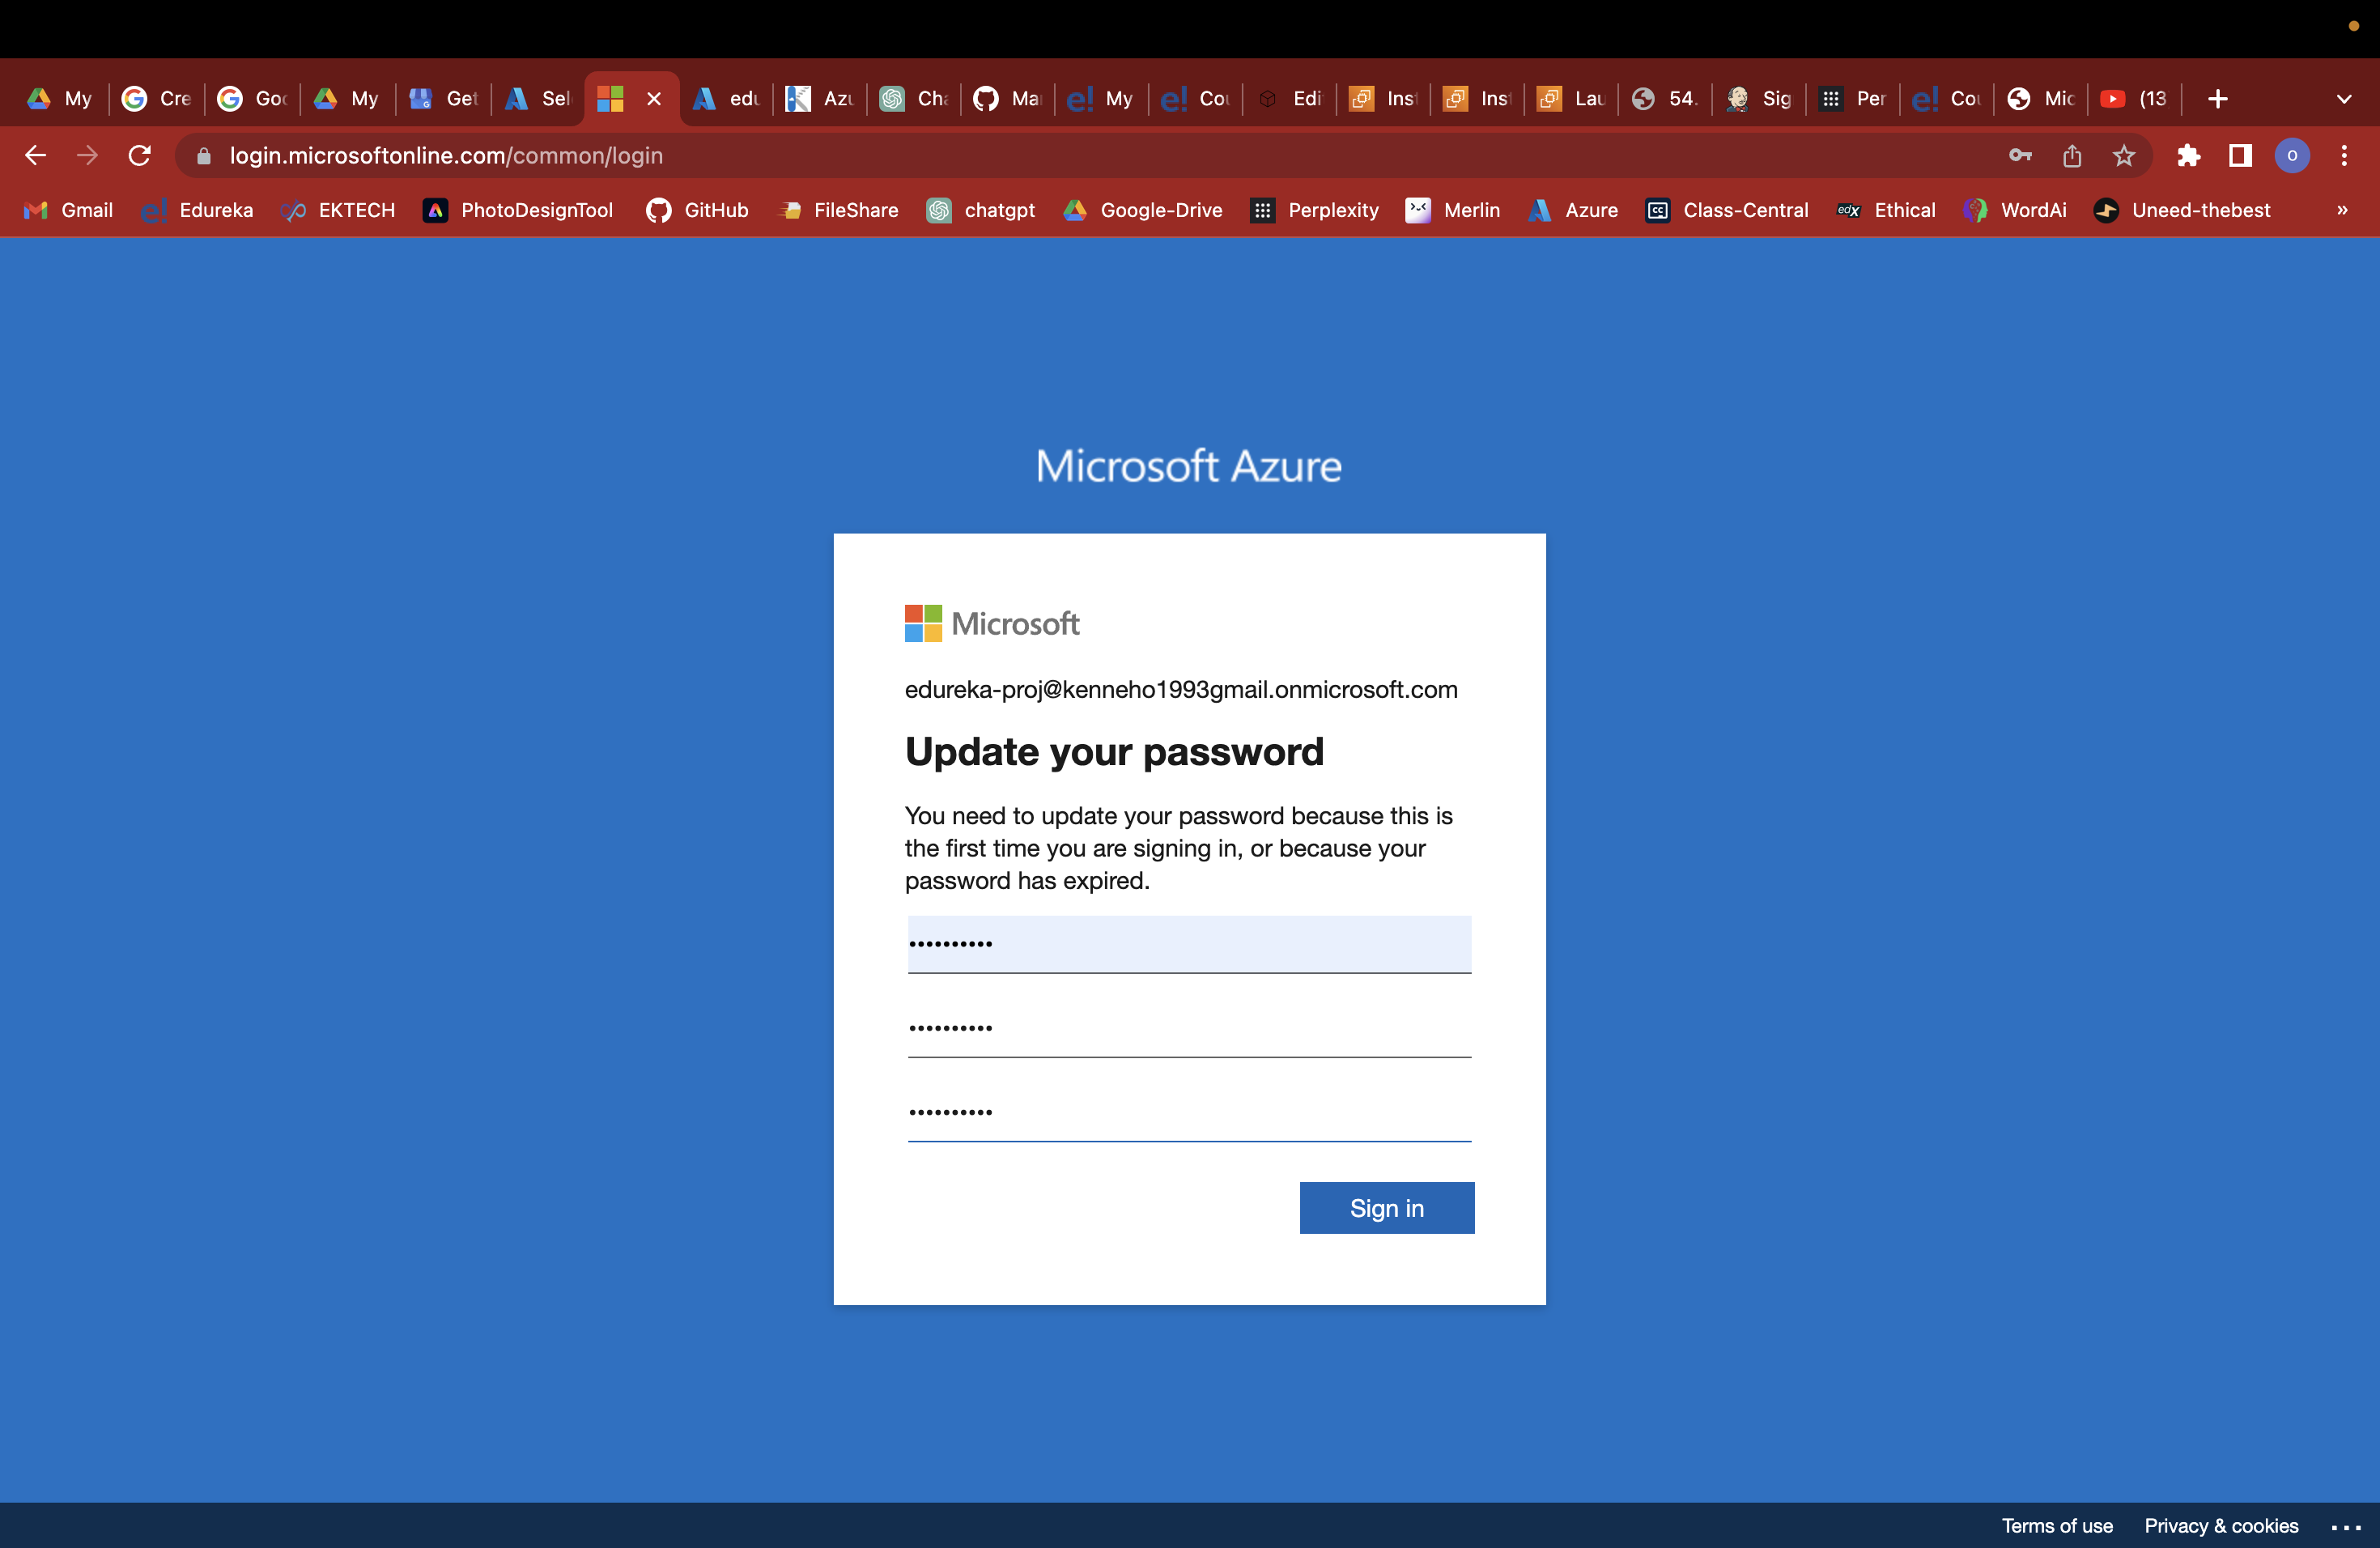 My
Cre
Goo
My
Get
Sel
edu
Azu
Cha
Mai
My
Cou
Edi
Inst
Inst
Lau
54.
Sig
Per
Cou
Mic
(13
login.microsoftonline.com/common/login
O
Gmail
e! Edureka
EKTECH
PhotoDesignTool
GitHub
FileShare
chatgpt
Google-Drive
Perplexity
Merlin
Azure
CC Class-Central
edX Ethical
WordAi
Uneed-thebest
»
Microsoft Azure
Microsoft
edureka-proj@kenneho1993gmail.onmicrosoft.com
Update your password
You need to update your password because this is
the first time you are signing in, or because your
password has expired.
Sign in
Terms of use
Privacy & cookies